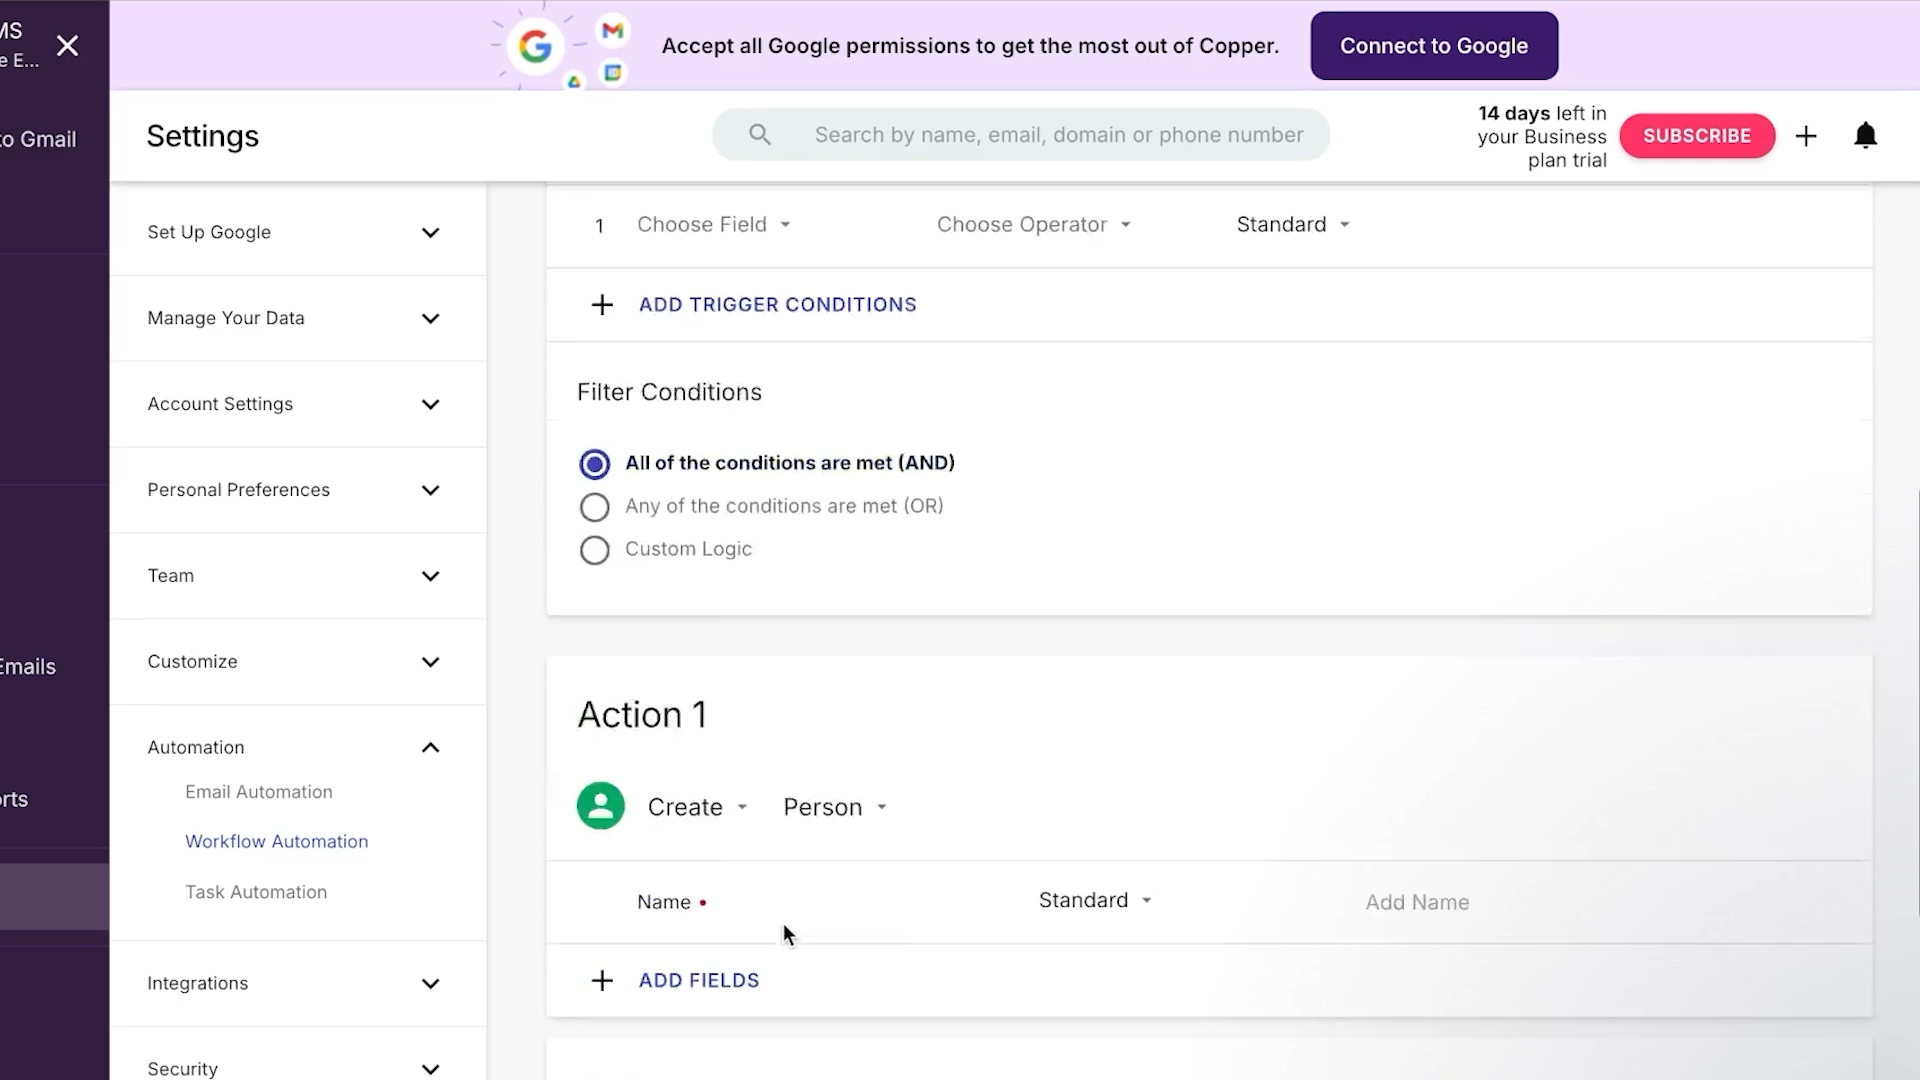 MS
e E...
to Gmail
Emails
orts
Accept all Google permissions to get the most out of Copper.
Connect to Google
Settings
Search by name, email, domain or phone number
14 days left in
your Business
plan trial
SUBSCRIBE
Set Up Google
Manage Your Data
Account Settings
Personal Preferences
Team
Customize
Automation
Email Automation
Workflow Automation
Task Automation
Integrations
Security
1 Choose Field Choose Operator Standard
ADD TRIGGER CONDITIONS
Filter Conditions
All of the conditions are met (AND)
Any of the conditions are met (OR)
Custom Logic
Action 1
Create Person
Name • Standard Add Name
ADD FIELDS